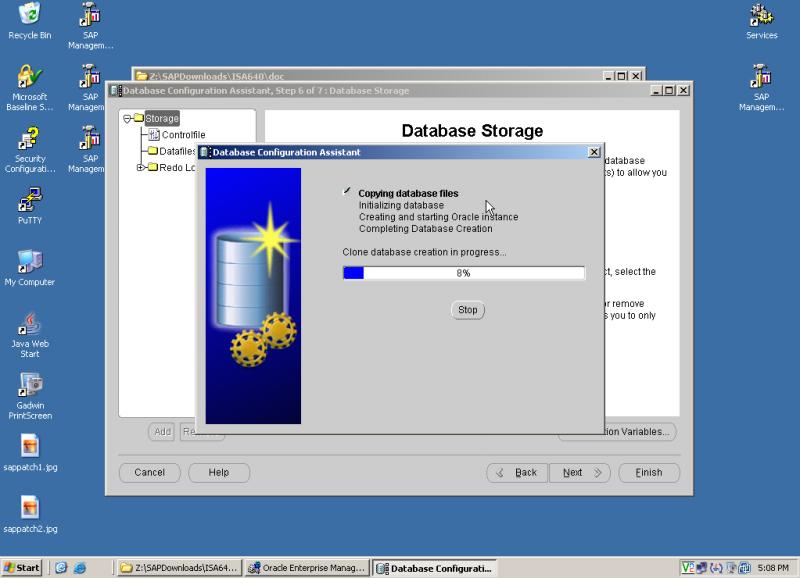 Recycle Bin
SAP
Managem...
Services
Microsoft
Baseline S...
SAP
Managem
SAP
Managem...
Security
Configurati...
SAP
Managem
PuTTY
My Computer
Java Web
Start
Gadwin
PrintScreen
sappatch1.jpg
sappatch2.jpg
Z:\SAPDownloads\ISA640\doc
Database Configuration Assistant, Step 6 of 7 : Database Storage
Storage
Controlfile
Datafiles
Redo Lo
Database Storage
database
s) to allow you
ct, select the
or remove
s you to only
Database Configuration Assistant
Copying database files
Initializing database
Creating and starting Oracle instance
Completing Database Creation
Clone database creation in progress...
8%
Stop
Add
Re
ion Variables...
Cancel
Help
Back
Next
Finish
Start
Z:\SAPDownloads\ISA64...
Oracle Enterprise Manag...
Database Configurati...
5:08 PM